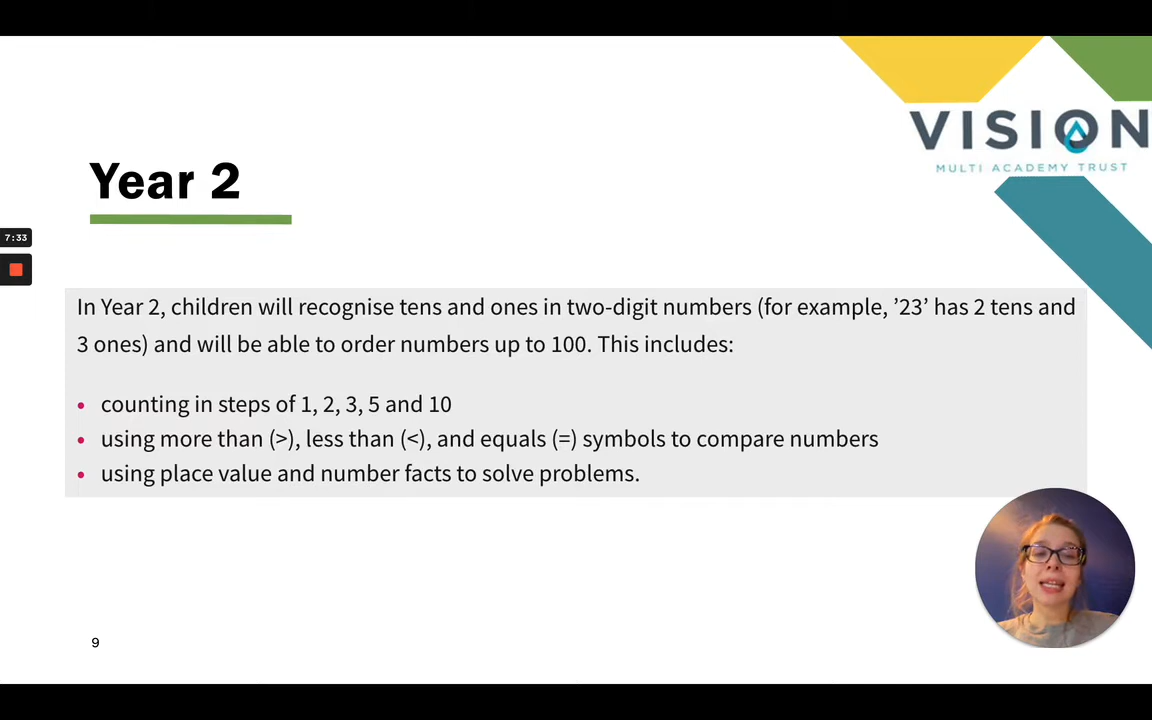 VISION
MULTI ACADEMY TRUST
Year 2
7:33
In Year 2, children will recognise tens and ones in two-digit numbers (for example, ’23’ has 2 tens and
3 ones) and will be able to order numbers up to 100. This includes:
• counting in steps of 1, 2, 3, 5 and 10
• using more than (>), less than (<), and equals (=) symbols to compare numbers
• using place value and number facts to solve problems.
9